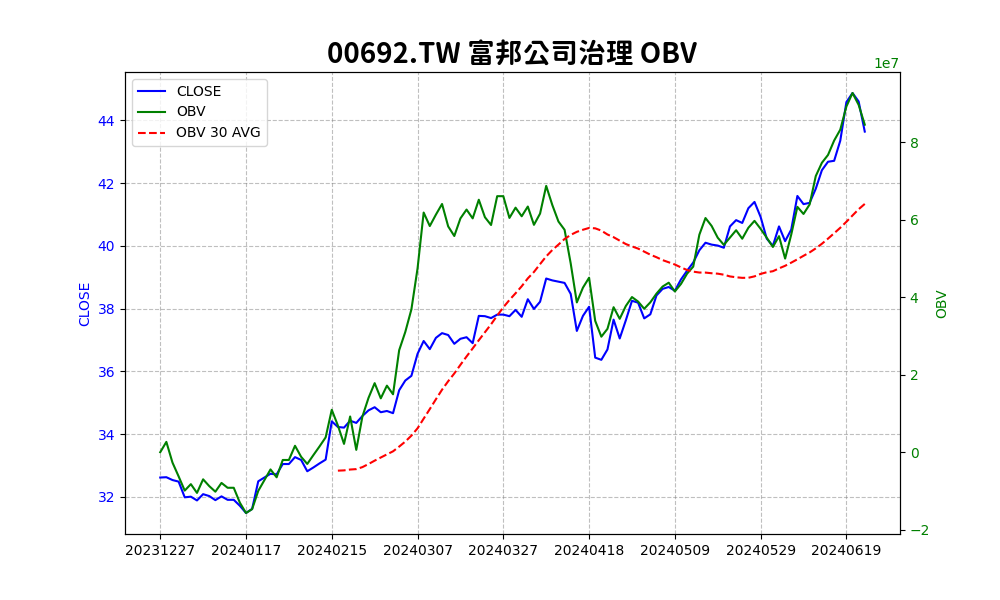 00692.TW 富邦公司治理 OBV
1e7
CLOSE
OBV
OBV 30 AVG
44
42
40
38
36
34
32
CLOSE
8
6
4
2
0
−2
OBV
20231227 20240117 20240215 20240307 20240327 20240418 20240509 20240529 20240619